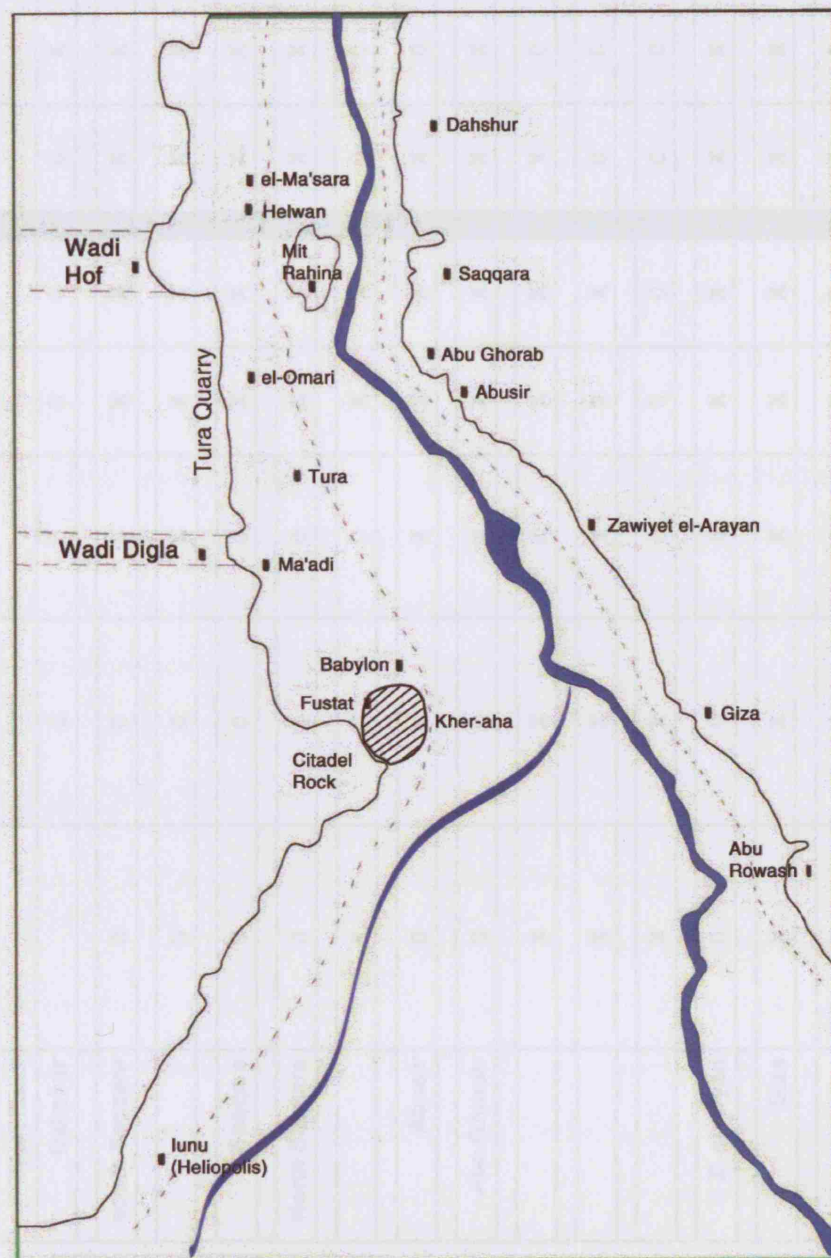 Dahshur
el-Ma'sara
Helwan
Wadi
Hof
Mit
Rahina
Saqqara
Abu Ghorab
el-Omari
Abusir
Tura Quarry
Tura
Zawiyet el-Arayan
Wadi Digla
Ma'adi
Babylon
Fustat
Kher-aha
Giza
Citadel
Rock
Abu
Rowash
Iunu
(Heliopolis)